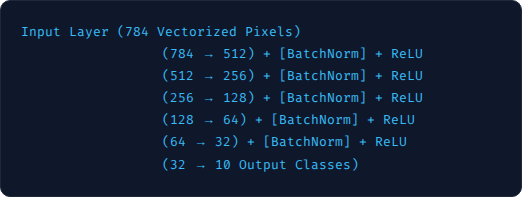 Input Layer (784 Vectorized Pixels)
(784 → 512) + [BatchNorm] + ReLU
(512 → 256) + [BatchNorm] + ReLU
(256 → 128) + [BatchNorm] + ReLU
(128 → 64) + [BatchNorm] + ReLU
(64 → 32) + [BatchNorm] + ReLU
(32 → 10 Output Classes)